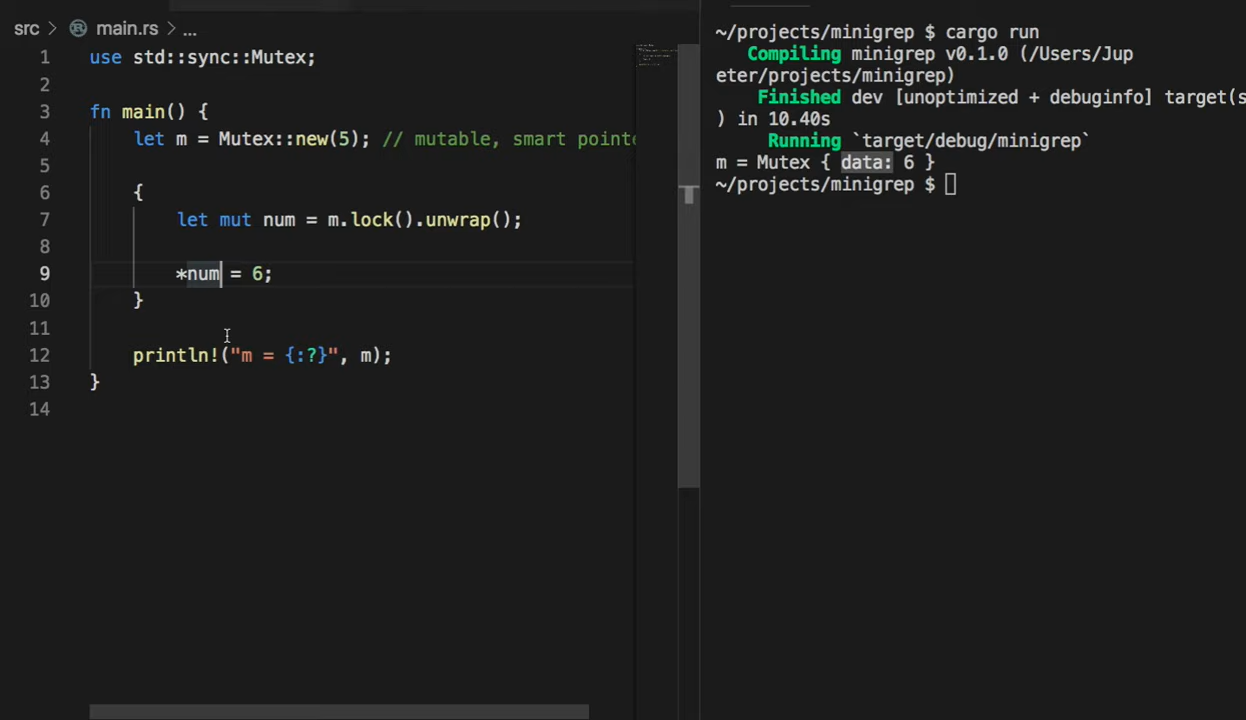 src > main.rs > ...
1 use std::sync::Mutex;
2
3 fn main() {
4 let m = Mutex::new(5); // mutable, smart pointe
5
6 {
7 let mut num = m.lock().unwrap();
8
9 *num = 6;
10 }
11
12 println!("m = {:?}", m);
13 }
14
~/projects/minigrep $ cargo run
Compiling minigrep v0.1.0 (/Users/Jup
eter/projects/minigrep)
Finished dev [unoptimized + debuginfo] target(s
) in 10.40s
Running `target/debug/minigrep`
m = Mutex { data: 6 }
~/projects/minigrep $